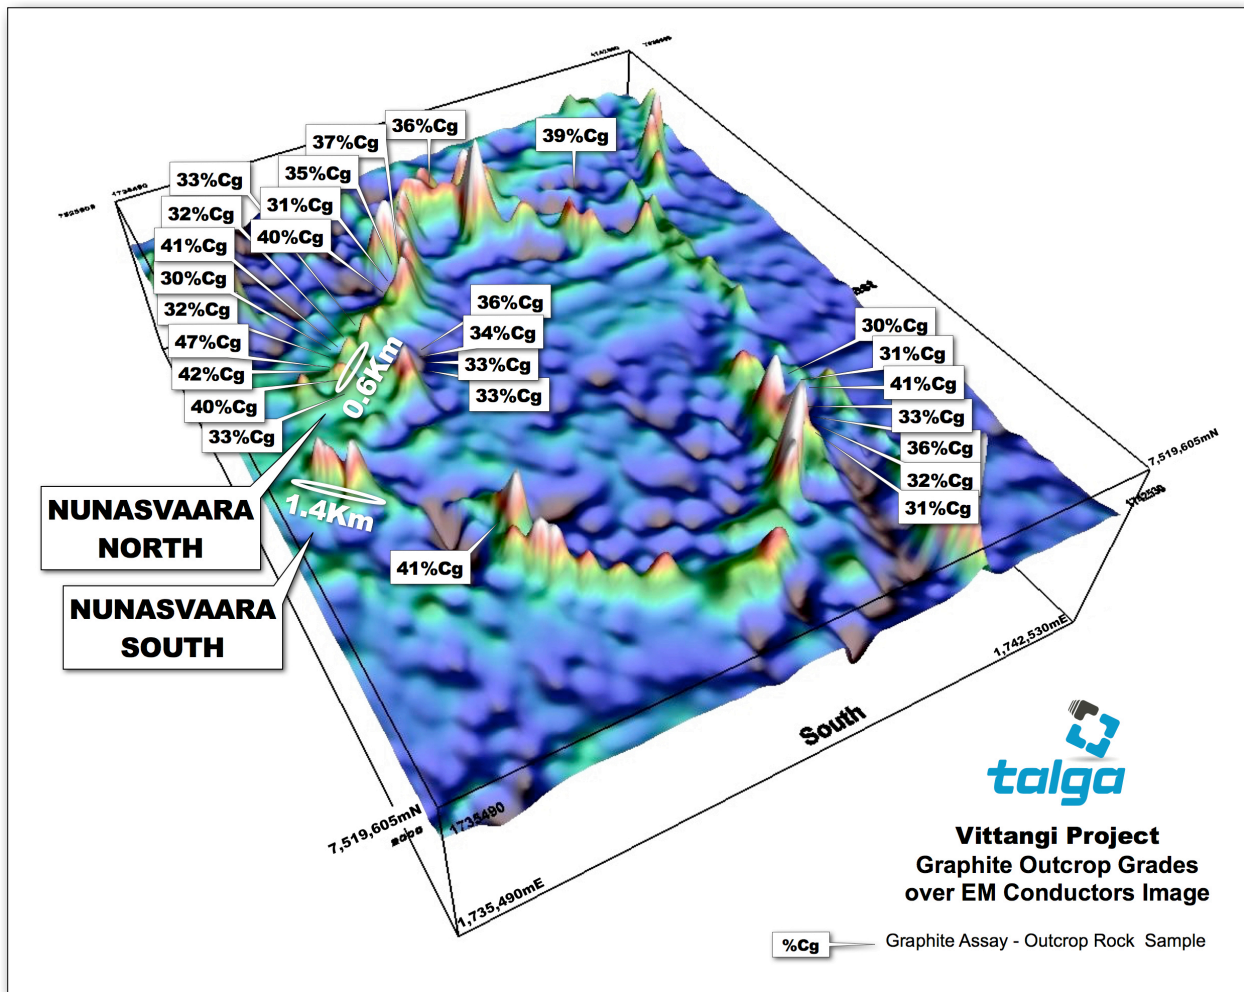 36%Cg
37%Cg
39%Cg
35%Cg
33%Cg
31%Cg
32%Cg
40%Cg
41%Cg
30%Cg
32%Cg
47%Cg
42%Cg
40%Cg
33%Cg
36%Cg
34%Cg
33%Cg
33%Cg
30%Cg
31%Cg
41%Cg
33%Cg
36%Cg
32%Cg
31%Cg
0.6Km
1.4Km
NUNASVAARA
NORTH
NUNASVAARA
SOUTH
41%Cg
1735490
7,519,605mN
1,742,530mE
South
7,519,605mN
1735490
1,735,490mE
talga
Vittangi Project
Graphite Outcrop Grades
over EM Conductors Image
%Cg
Graphite Assay - Outcrop Rock Sample